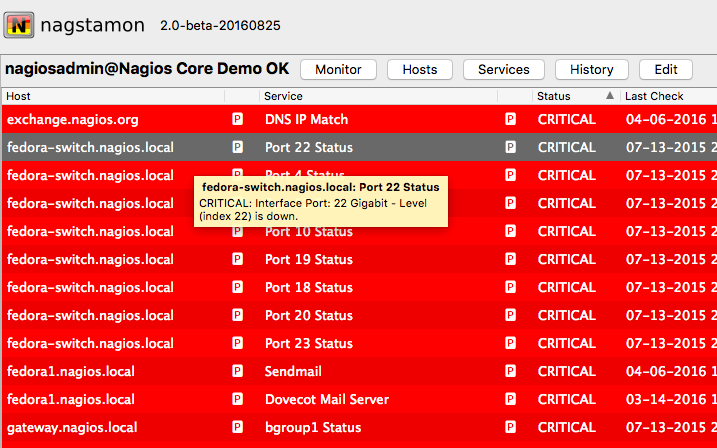 N nagstamon 2.0-beta-20160825
nagiosadmin@Nagios Core Demo OK Monitor Hosts Services History Edit
Host Service Status Last Check
exchange.nagios.org P DNS IP Match P CRITICAL 04-06-2016 1
fedora-switch.nagios.local P Port 22 Status P CRITICAL 07-13-2015 2
fedora-switch.nagios.local P Port 4 Status P CRITICAL 07-13-2015 2
fedora-switch.nagios.local: Port 22 Status
CRITICAL: Interface Port: 22 Gigabit - Level
(index 22) is down.
fedora-switch.nagios.local P CRITICAL 07-13-2015 2
fedora-switch.nagios.local P CRITICAL 07-13-2015 2
fedora-switch.nagios.local P Port 10 Status P CRITICAL 07-13-2015 2
fedora-switch.nagios.local P Port 19 Status P CRITICAL 07-13-2015 2
fedora-switch.nagios.local P Port 18 Status P CRITICAL 07-13-2015 2
fedora-switch.nagios.local P Port 20 Status P CRITICAL 07-13-2015 2
fedora-switch.nagios.local P Port 23 Status P CRITICAL 07-13-2015 2
fedora1.nagios.local P Sendmail P CRITICAL 04-06-2016 1
fedora1.nagios.local P Dovecot Mail Server P CRITICAL 03-14-2016 1
gateway.nagios.local P bgroup1 Status P CRITICAL 07-13-2015 2